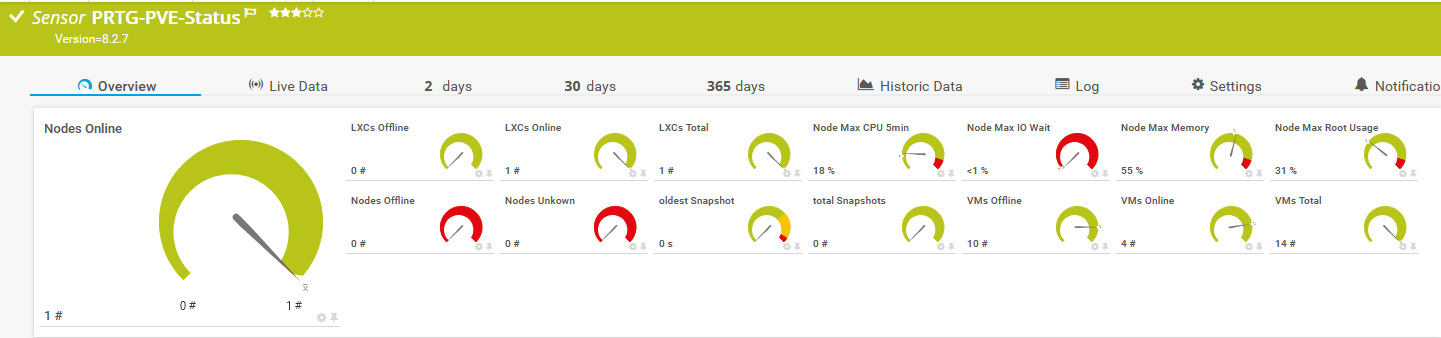 Sensor PRTG-PVE-Status
Version=8.2.7
Overview
Live Data
2 days
30 days
365 days
Historic Data
Log
Settings
Notificatio
Nodes Online
0 #
1 #
x̄
1 #
LXCs Offline
0 #
LXCs Online
1 #
LXCs Total
1 #
Node Max CPU 5min
18 %
Node Max IO Wait
<1 %
Node Max Memory
55 %
Node Max Root Usage
31 %
Nodes Offline
0 #
Nodes Unkown
0 #
oldest Snapshot
0 s
total Snapshots
0 #
VMs Offline
10 #
VMs Online
4 #
VMs Total
14 #